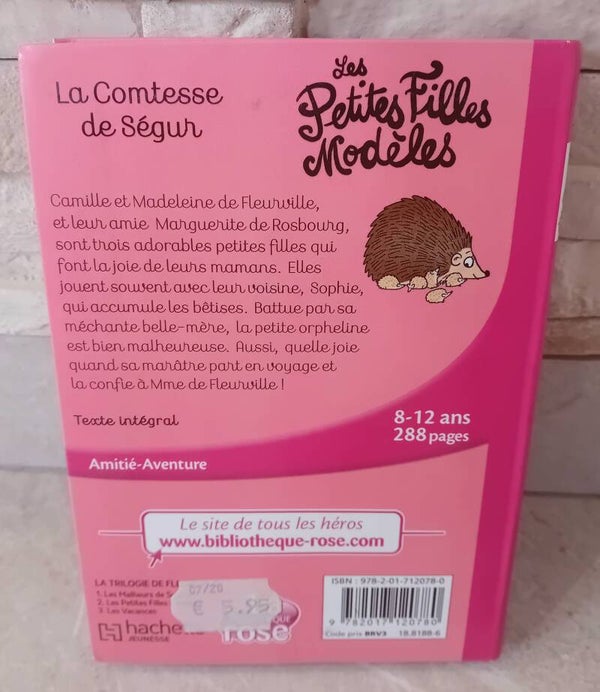 La Comtesse
de Ségur
Les
Petites Filles
Modèles
Camille et Madeleine de Fleurville,
et leur amie Marguerite de Rosbourg,
sont trois adorables petites filles qui
font la joie de leurs mamans. Elles
jouent souvent avec leur voisine, Sophie,
qui accumule les bêtises. Battue par sa
méchante belle-mère, la petite orpheline
est bien malheureuse. Aussi, quelle joie
quand sa marâtre part en voyage et
la confie à Mme de Fleurville !
Texte intégral
8-12 ans
288 pages
Amitié-Aventure
Le site de tous les héros
www.bibliotheque-rose.com
LA TRILOGIE DE FLE
1. Les Malheurs de S
2. Les Petites Filles
3. Les Vacances
hachette
JEUNESSE
07/20
€ 5.95
rose
ISBN : 978-2-01-712078-0
9 782017 120780
Code prix BRV3 18.8188-6